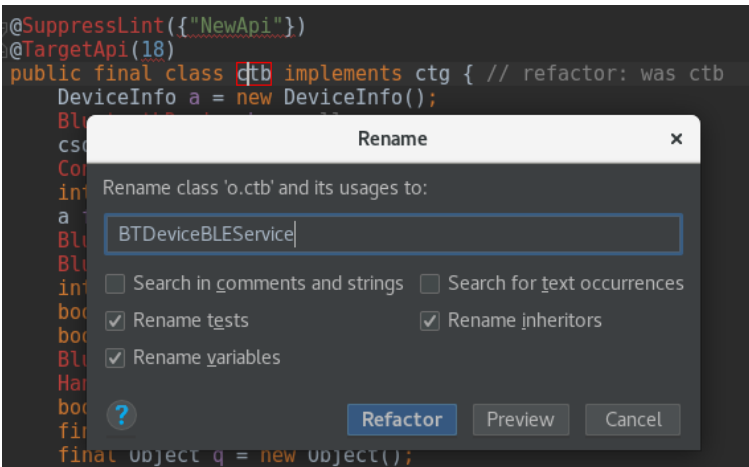 @SuppressLint({"NewApi"})
@TargetApi(18)
public final class ctb implements ctg { // refactor: was ctb
DeviceInfo a = new DeviceInfo();
Rename
×
Rename class 'o.ctb' and its usages to:
BTDeviceBLEService
Search in comments and strings Search for text occurrences
Rename tests Rename inheritors
Rename variables
? Refactor Preview Cancel
final Object q = new Object();